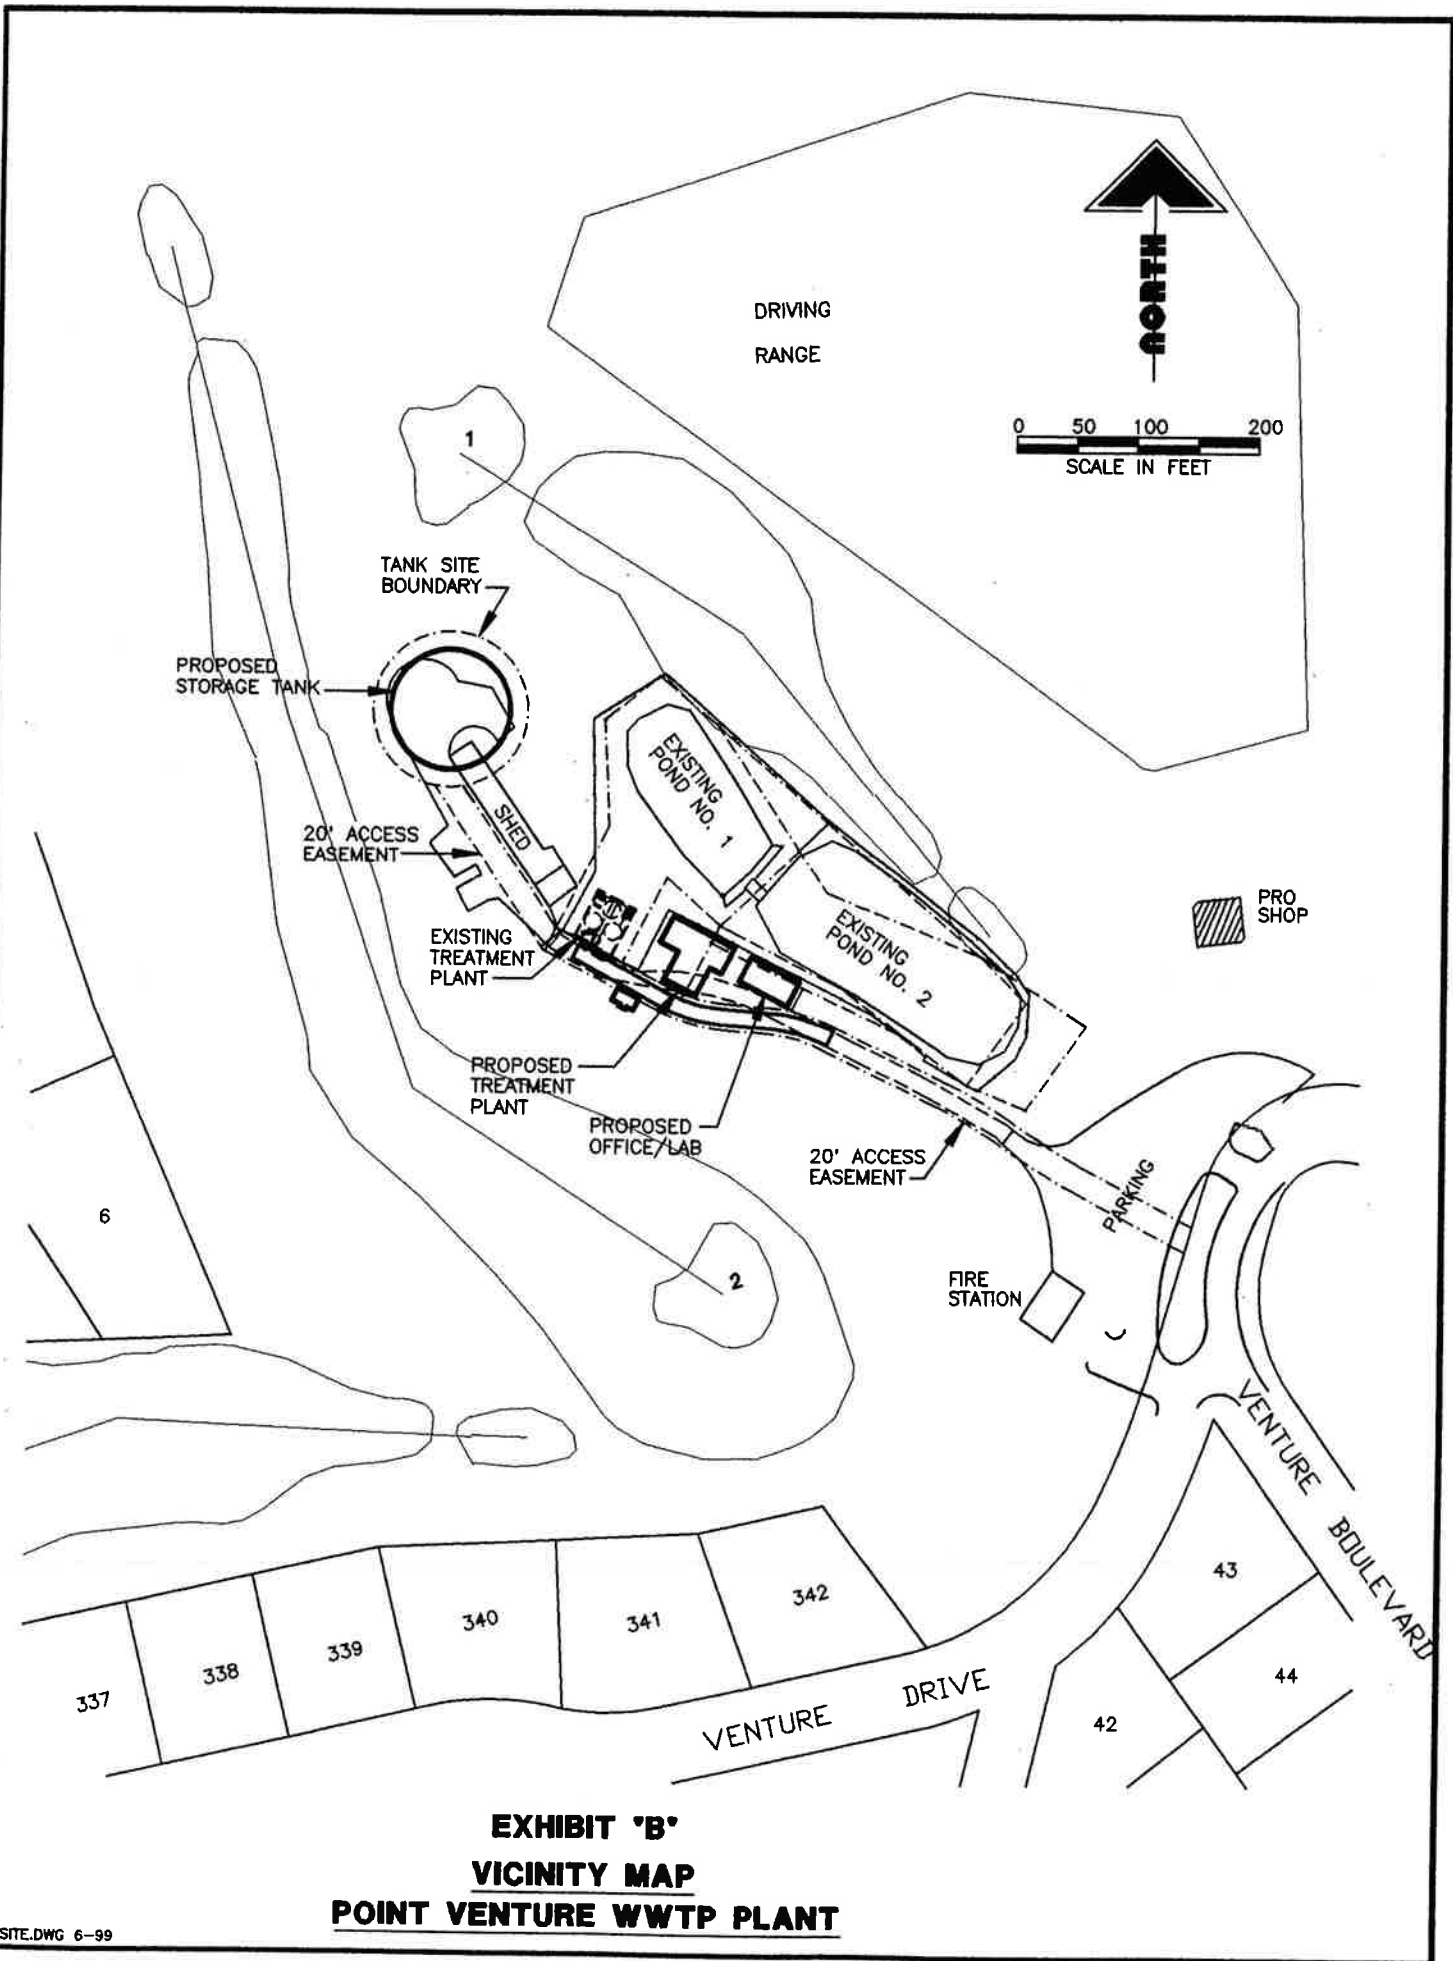 DRIVING
RANGE
NORTH
0 50 100 200
SCALE IN FEET
1
TANK SITE
BOUNDARY
PROPOSED
STORAGE TANK
EXISTING
POND NO. 1
SHED
20' ACCESS
EASEMENT
PRO
SHOP
EXISTING
POND NO. 2
EXISTING
TREATMENT
PLANT
PROPOSED
TREATMENT
PLANT
PROPOSED
OFFICE/LAB
20' ACCESS
EASEMENT
PARKING
6
2
FIRE
STATION
VENTURE BOULEVARD
43
342
340
341
339
338
337
44
42
VENTURE DRIVE
EXHIBIT "B"
VICINITY MAP
POINT VENTURE WWTP PLANT
SITE.DWG 6-99